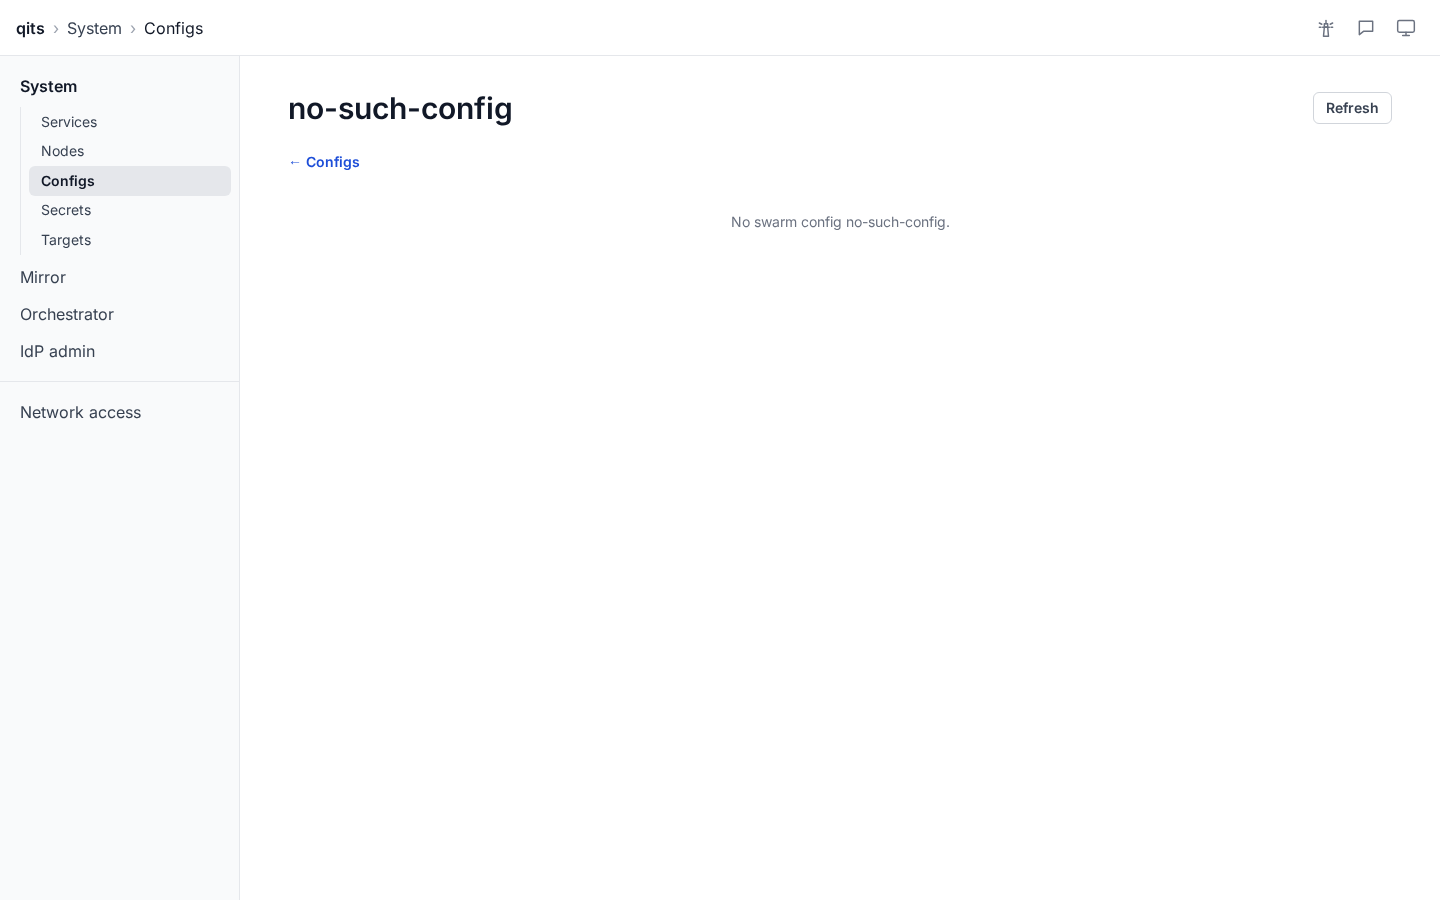 qits › System › Configs
System
Services
Nodes
Configs
Secrets
Targets
Mirror
Orchestrator
IdP admin
Network access
no-such-config
Refresh
← Configs
No swarm config no-such-config.